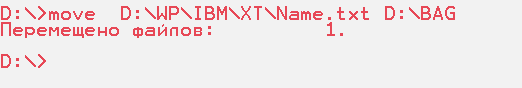 D:\>move  D:\WP\IBM\XT\Name.txt D:\BAG
Перемещено файлов:         1.
D:\>